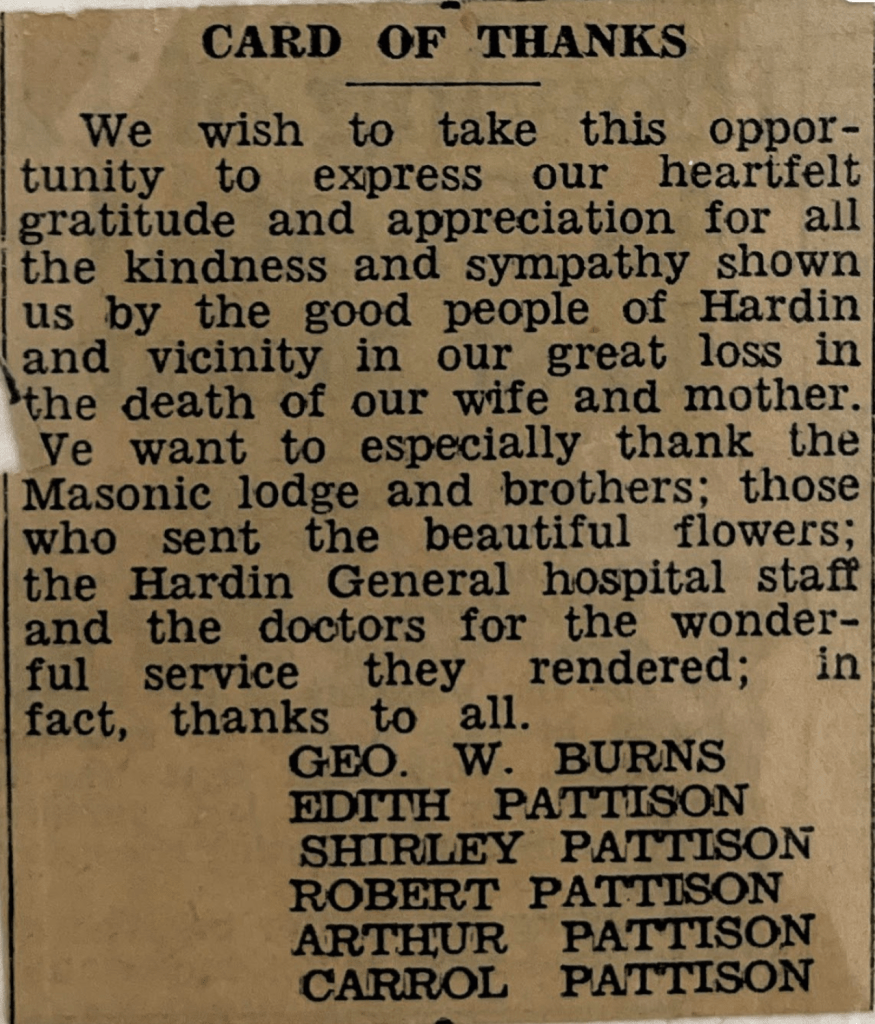 CARD OF THANKS
We wish to take this oppor-
tunity to express our heartfelt
gratitude and appreciation for all
the kindness and sympathy shown
us by the good people of Hardin
and vicinity in our great loss in
the death of our wife and mother.
Ve want to especially thank the
Masonic lodge and brothers; those
who sent the beautiful flowers;
the Hardin General hospital staff
and the doctors for the wonder-
ful service they rendered; in
fact, thanks to all.
GEO. W. BURNS
EDITH PATTISON
SHIRLEY PATTISON
ROBERT PATTISON
ARTHUR PATTISON
CARROL PATTISON